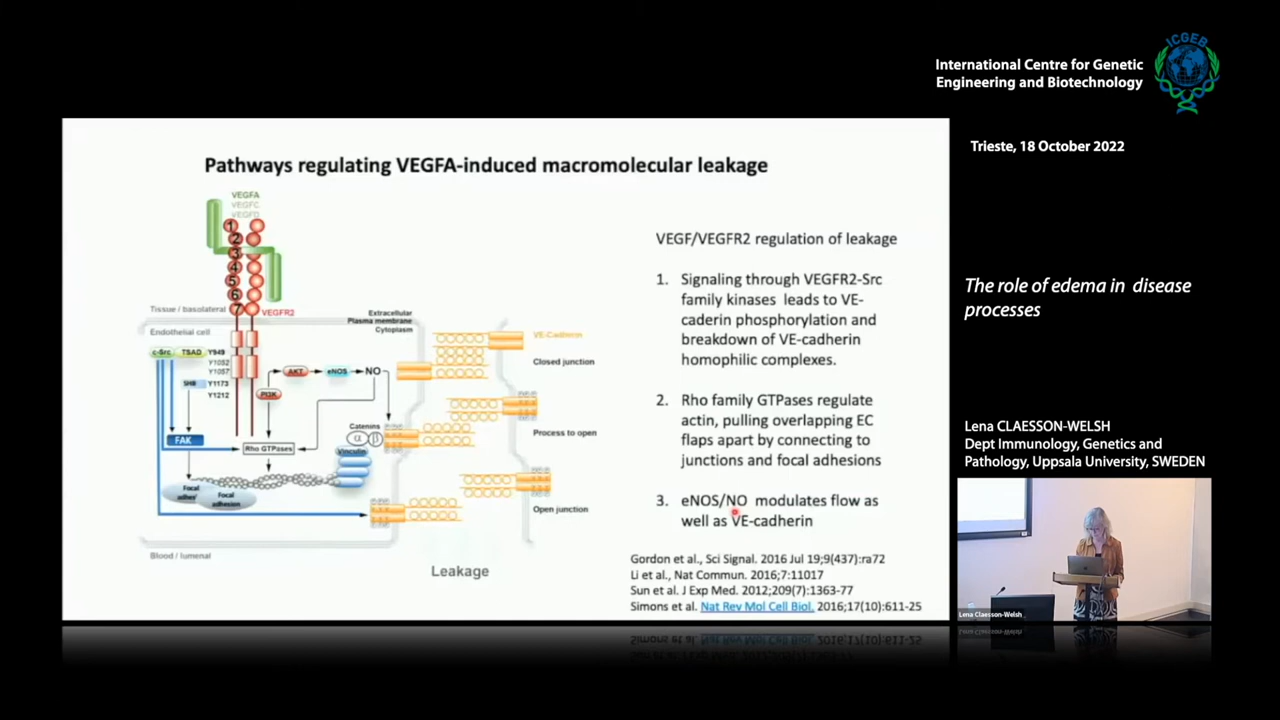 ICGEB
International Centre for Genetic
Engineering and Biotechnology
Trieste, 18 October 2022
The role of edema in disease
processes
Lena CLAESSON-WELSH
Dept Immunology, Genetics and
Pathology, Uppsala University, SWEDEN
Lena Claesson-Welsh
Pathways regulating VEGFA-induced macromolecular leakage
VEGFA
VEGFC
VEGFD
1
2
3
4
5
6
7
VEGFR2
Tissue / basolateral
Endothelial cell
Extracellular
Plasma membrane
Cytoplasm
c-Src
TSAD
Y949
Y1052
Y1057
SHB
Y1173
Y1212
PI3K
AKT
eNOS
NO
FAK
Rho GTPases
Catenins
α
β
Vinculin
Focal
Focal
adhesion
VE-Cadherin
Closed junction
Process to open
Open junction
Blood / lumenal
Leakage
VEGF/VEGFR2 regulation of leakage
1. Signaling through VEGFR2-Src
family kinases leads to VE-
caderin phosphorylation and
breakdown of VE-cadherin
homophilic complexes.
2. Rho family GTPases regulate
actin, pulling overlapping EC
flaps apart by connecting to
junctions and focal adhesions
3. eNOS/NO modulates flow as
well as VE-cadherin
Gordon et al., Sci Signal. 2016 Jul 19;9(437):ra72
Li et al., Nat Commun. 2016;7:11017
Sun et al. J Exp Med. 2012;209(7):1363-77
Simons et al. Nat Rev Mol Cell Biol. 2016;17(10):611-25